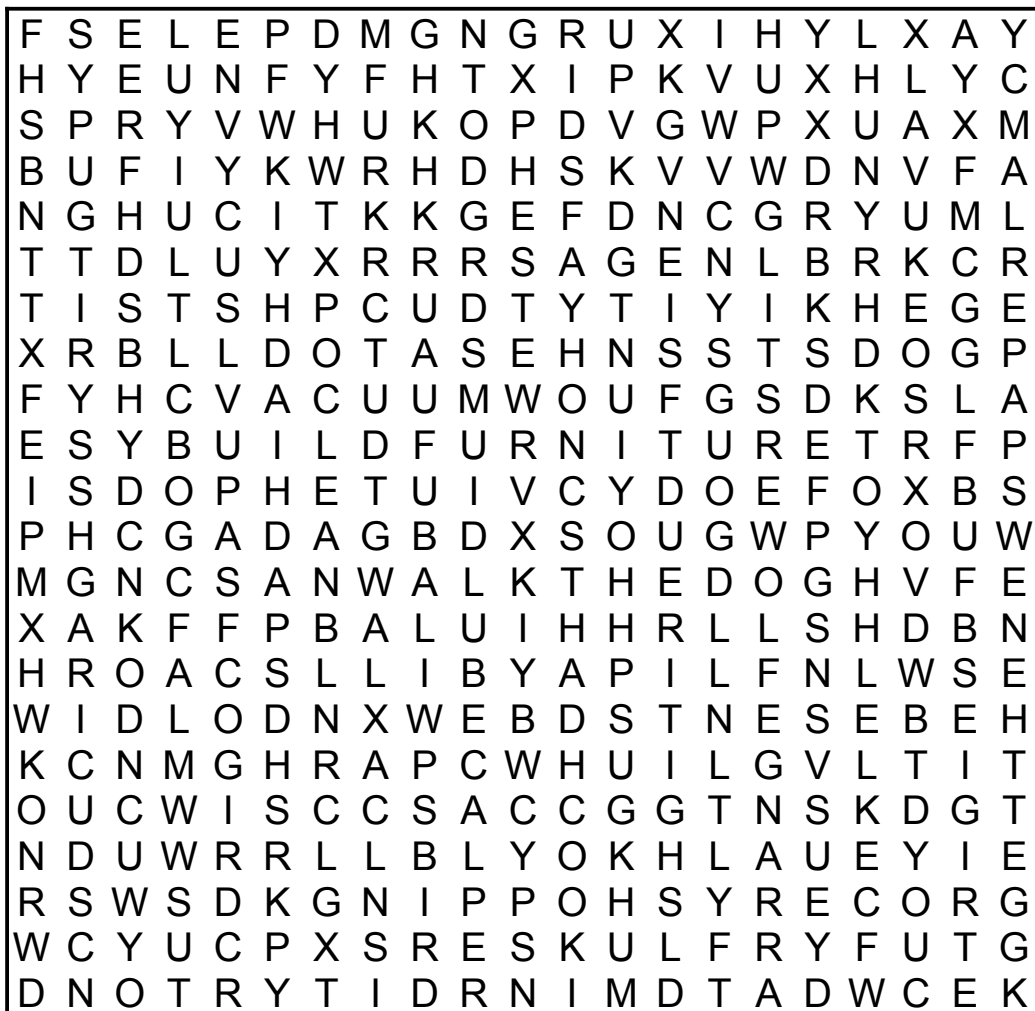 F S E L E P D M G N G R U X I H Y L X A Y
H Y E U N F Y F H T X I P K V U X H L Y C
S P R Y V W H U K O P D V G W P X U A X M
B U F I Y K W R H D H S K V V W D N V F A
N G H U C I T K K G E F D N C G R Y U M L
T T D L U Y X R R R S A G E N L B R K C R
T I S T S H P C U D T Y T I Y I K H E G E
X R B L L D O T A S E H N S S T S D O G P
F Y H C V A C U U M W O U F G S D K S L A
E S Y B U I L D F U R N I T U R E T R F P
I S D O P H E T U I V C Y D O E F O X B S
P H C G A D A G B D X S O U G W P Y O U W
M G N C S A N W A L K T H E D O G H V F E
X A K F F P B A L U I H H R L L S H D B N
H R O A C S L L I B Y A P I L F N L W S E
W I D L O D N X W E B D S T N E S E B E H
K C N M G H R A P C W H U I L G V L T I T
O U C W I S C C S A C C G G T N S K D G T
N D U W R R L L B L Y O K H L A U E Y I E
R S W S D K G N I P P O H S Y R E C O R G
W C Y U C P X S R E S K U L F R Y F U T G
D N O T R Y T I D R N I M D T A D W C E K